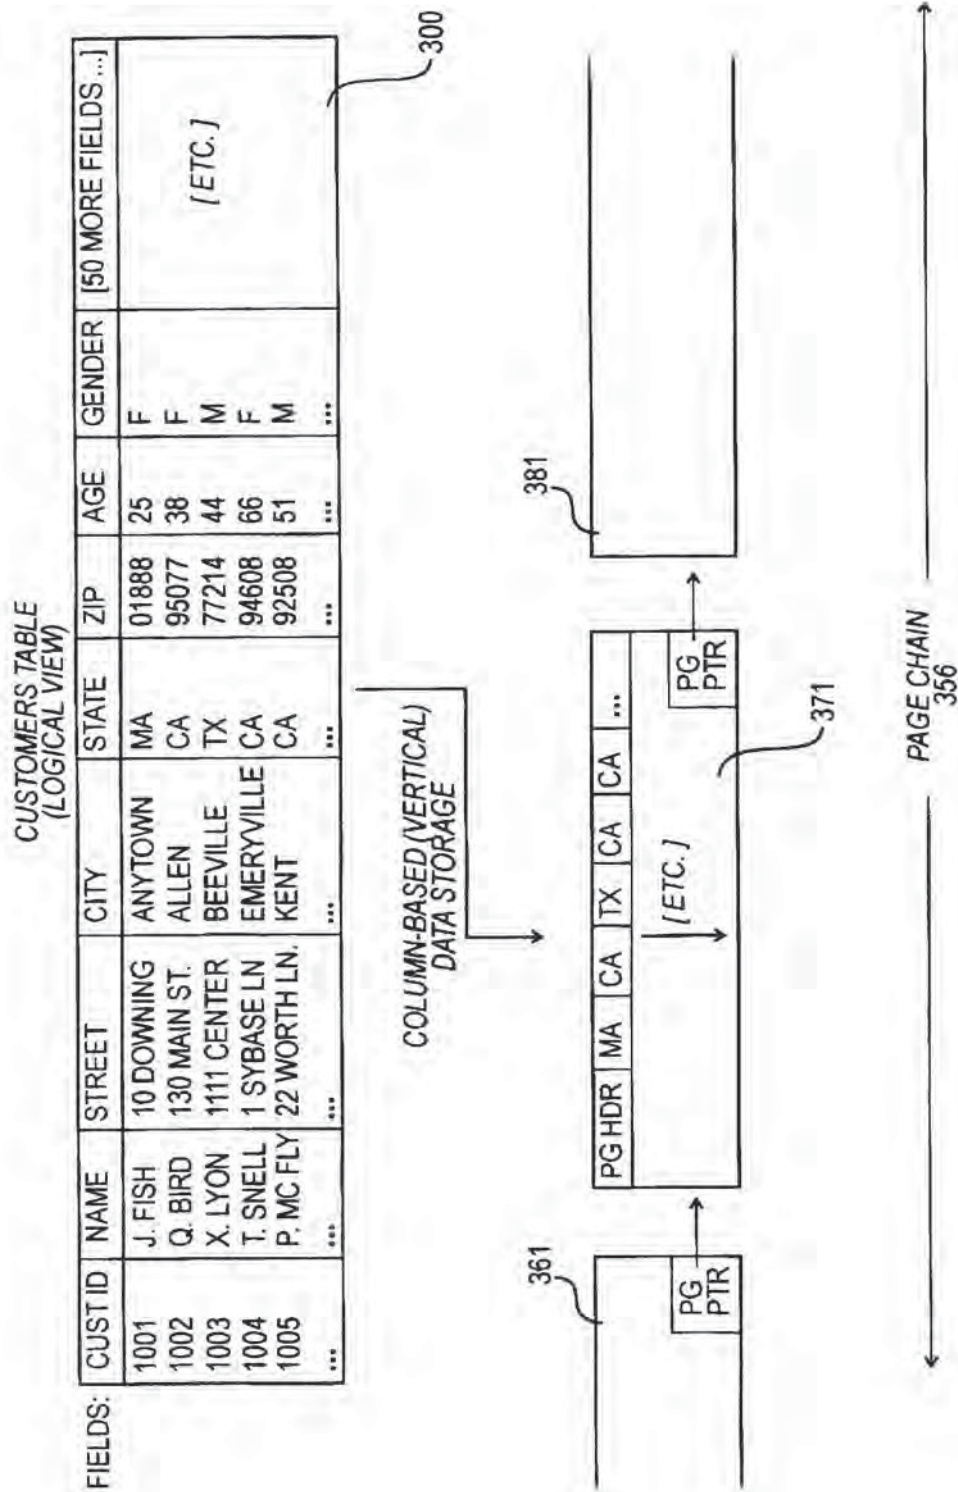 CUSTOMERS TABLE
(LOGICAL VIEW)
FIELDS: CUST ID NAME STREET CITY STATE ZIP AGE GENDER [50 MORE FIELDS ...]
1001 J. FISH 10 DOWNING ANYTOWN MA 01888 25 F
1002 Q. BIRD 130 MAIN ST. ALLEN CA 95077 38 F
1003 X. LYON 1111 CENTER BEEVILLE TX 77214 44 M
1004 T. SNELL 1 SYBASE LN EMERYVILLE CA 94608 66 F
1005 P. MC FLY 22 WORTH LN. KENT CA 92508 51 M
... ... ... ... ... ... ... ...
[ETC.]
300
COLUMN-BASED (VERTICAL)
DATA STORAGE
361
PG
PTR
PG HDR MA CA TX CA CA ...
[ETC.]
PG
PTR
371
381
PAGE CHAIN
356